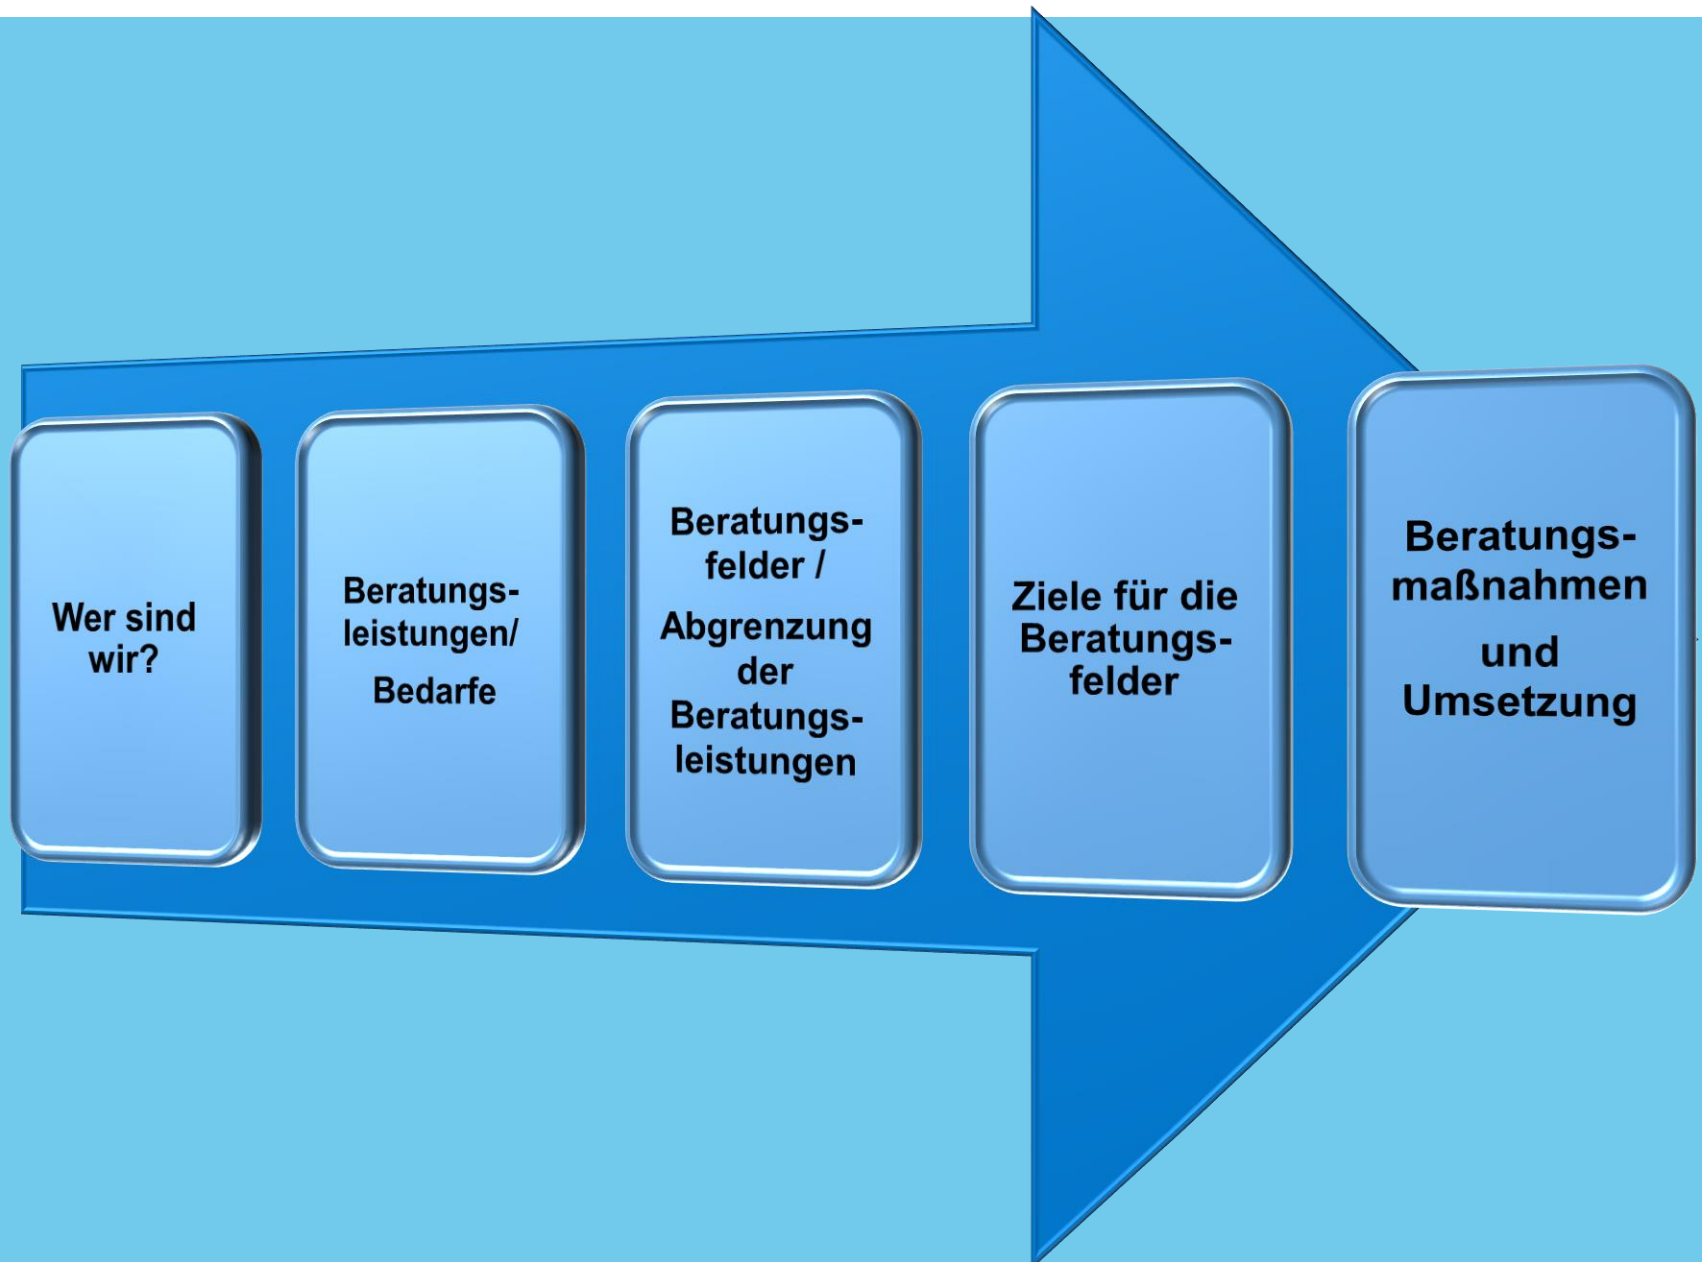 Wer sind
wir?
Beratungs-
leistungen/
Bedarfe
Beratungs-
felder /
Abgrenzung
der
Beratungs-
leistungen
Ziele für die
Beratungs-
felder
Beratungs-
maßnahmen
und
Umsetzung